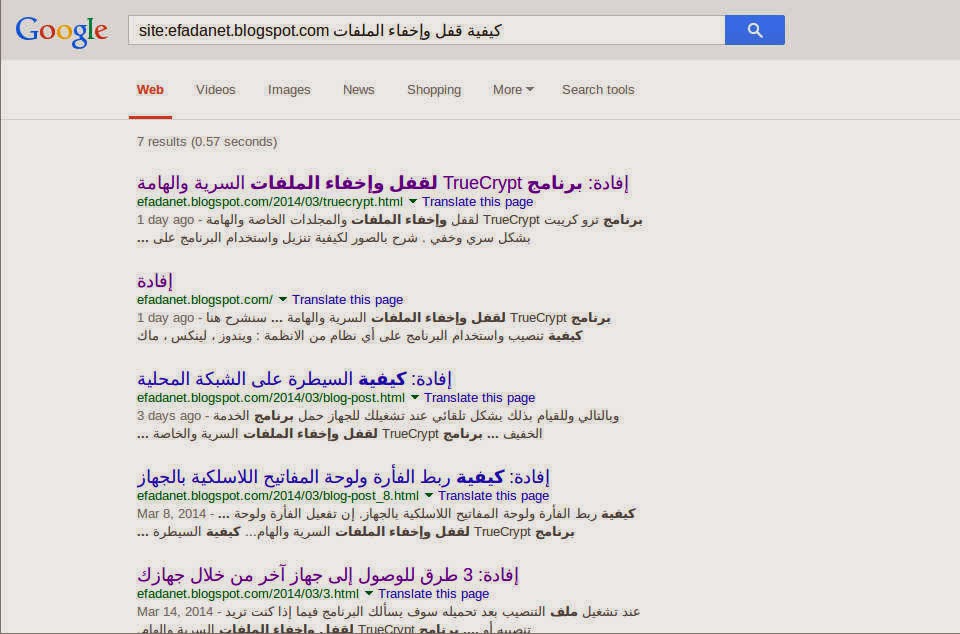 Google
site:efadanet.blogspot.com كيفية قفل وإخفاء الملفات
Web Videos Images News Shopping More Search tools
7 results (0.57 seconds)
إفادة: برنامج TrueCrypt لقفل وإخفاء الملفات السرية والهامة
efadanet.blogspot.com/2014/03/truecrypt.html Translate this page
1 day ago - برنامج ترو كريبت TrueCrypt لقفل وإخفاء الملفات والمجلدات الخاصة والهامة
بشكل سري وخفي . شرح بالصور لكيفية تنزيل واستخدام البرنامج على ...
إفادة
efadanet.blogspot.com/ Translate this page
1 day ago - برنامج TrueCrypt لقفل وإخفاء الملفات السرية والهامة ... سنشرح هنا
كيفية تنصيب واستخدام البرنامج على أي نظام من الانظمة : ويندوز ، لينكس ، ماك
إفادة: كيفية السيطرة على الشبكة المحلية
efadanet.blogspot.com/2014/03/blog-post.html Translate this page
3 days ago - وبالتالي وللقيام بذلك بشكل تلقائي عند تشغيلك للجهاز حمل برنامج الخدمة
الخفيف ... برنامج TrueCrypt لقفل وإخفاء الملفات السرية والخاصة ...
إفادة: كيفية ربط الفأرة ولوحة المفاتيح اللاسلكية بالجهاز
efadanet.blogspot.com/2014/03/blog-post_8.html Translate this page
Mar 8, 2014 - كيفية ربط الفأرة ولوحة المفاتيح اللاسلكية بالجهاز. إن تفعيل الفأرة ولوحة ...
برنامج TrueCrypt لقفل وإخفاء الملفات السرية والهام... كيفية السيطرة ...
إفادة: 3 طرق للوصول إلى جهاز آخر من خلال جهازك
efadanet.blogspot.com/2014/03/3.html Translate this page
Mar 14, 2014 - عند تشغيل ملف التنصيب بعد تحميله سوف يسألك البرنامج فيما إذا كنت تريد
تنصيبه أو .... برنامج TrueCrypt لقفل وإخفاء الملفات السرية والهام.